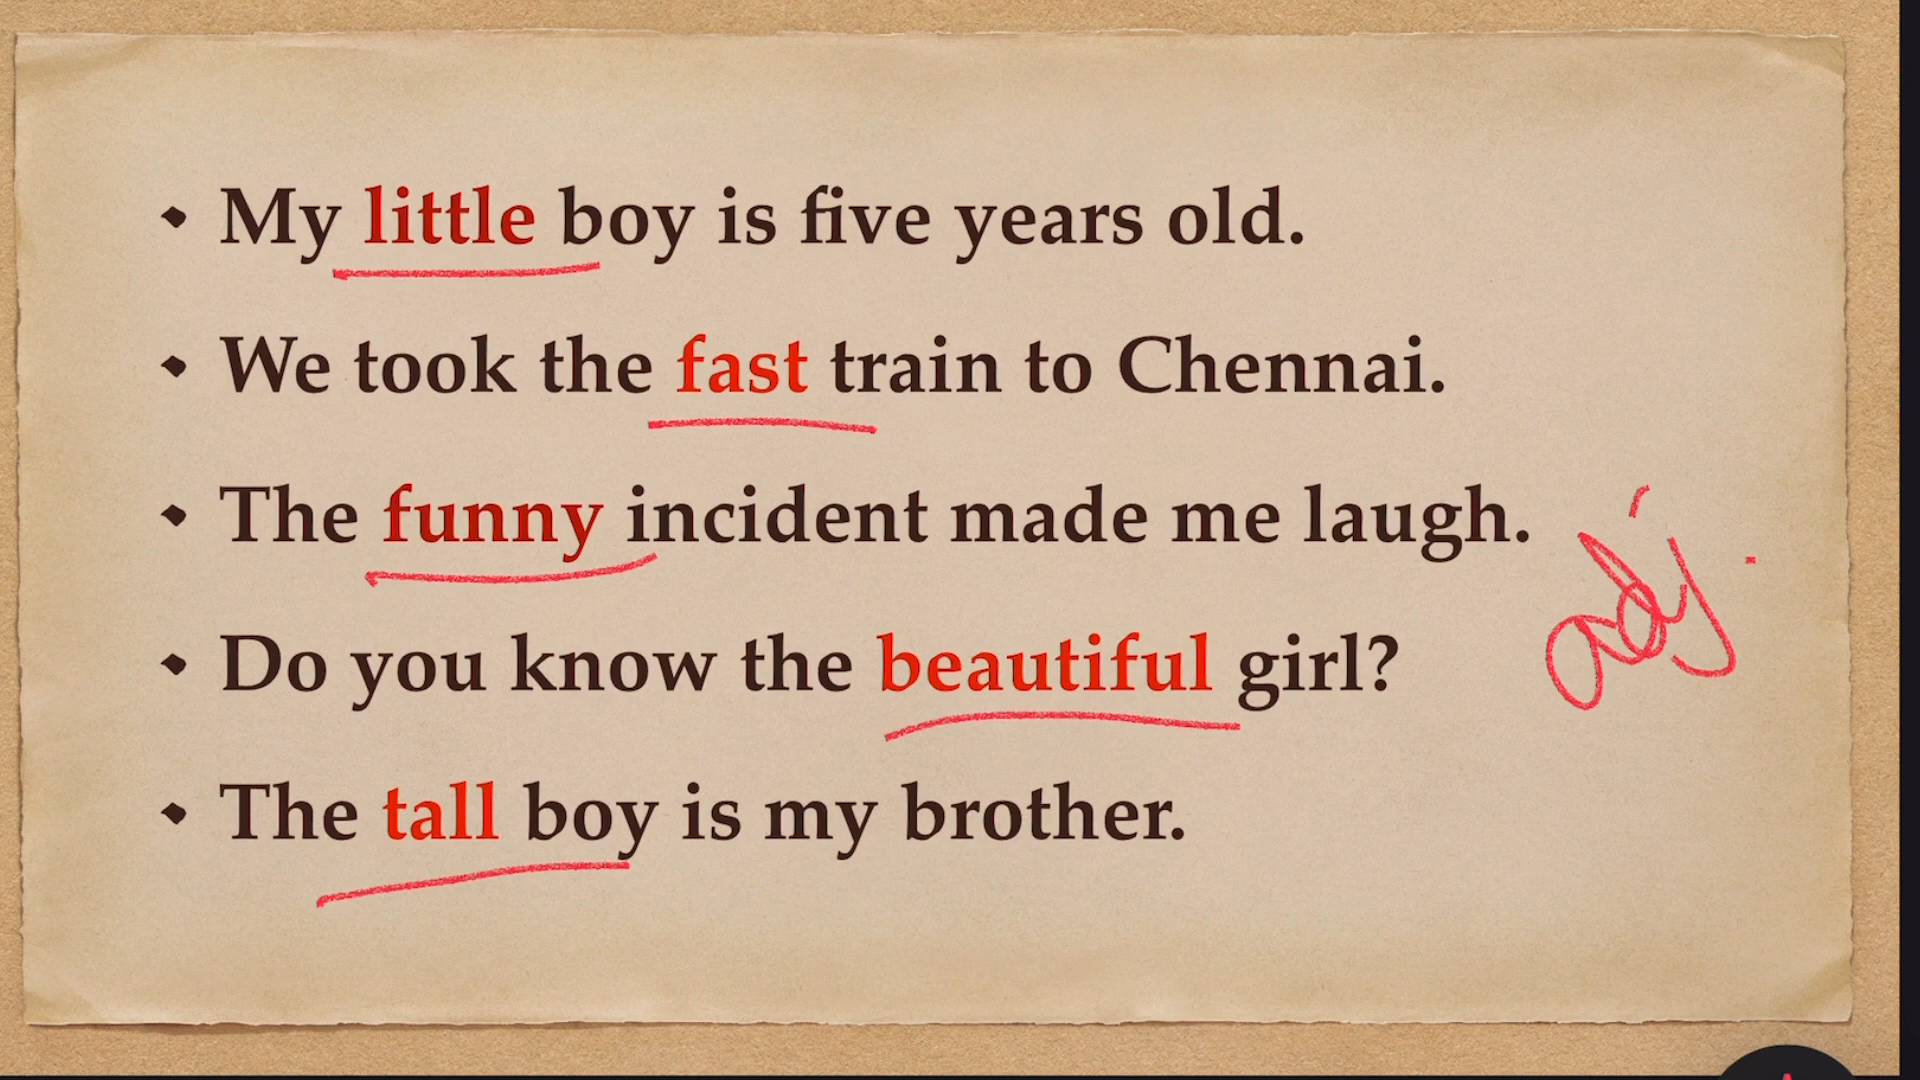 • My little boy is five years old.
• We took the fast train to Chennai.
• The funny incident made me laugh.
adj.
• Do you know the beautiful girl?
• The tall boy is my brother.